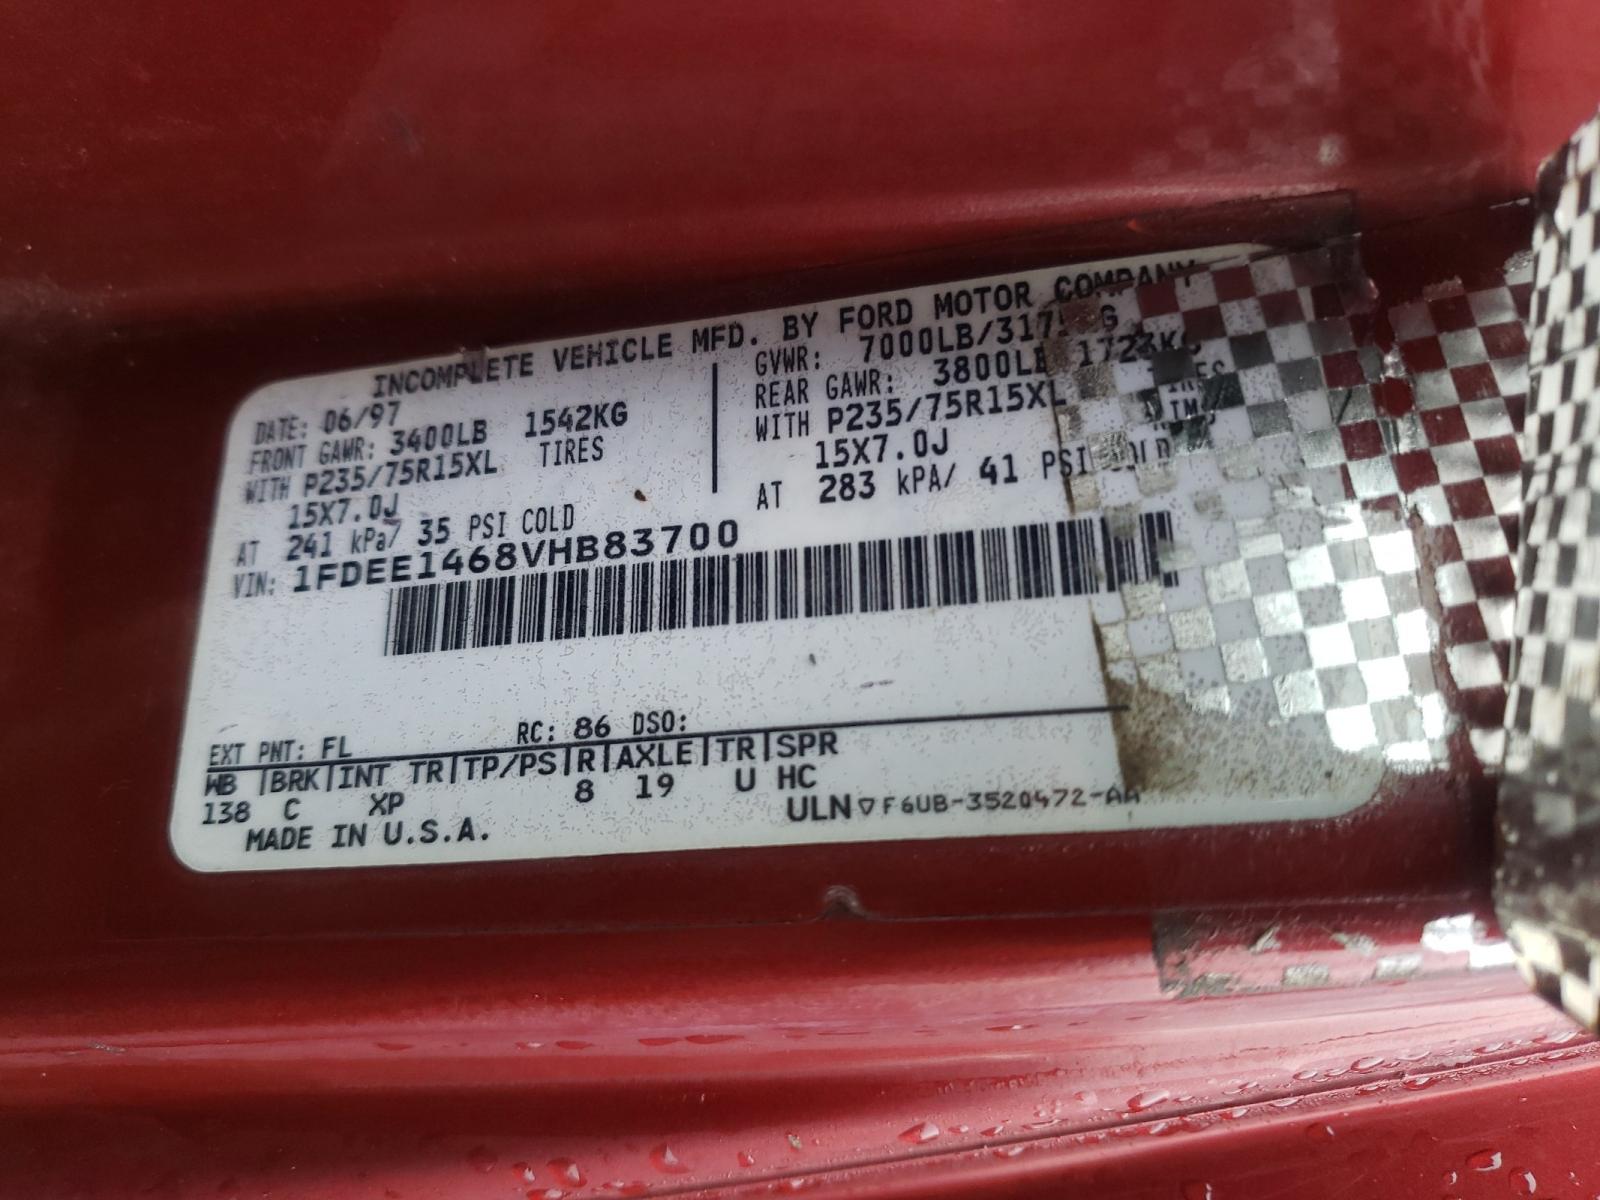 INCOMPLETE VEHICLE MFD. BY FORD MOTOR COMPANY
DATE: 06/97
FRONT GAWR: 3400LB 1542KG
WITH P235/75R15XL TIRES
15X7.0J
AT 241 kPa/ 35 PSI COLD
GVWR: 7000LB/
REAR GAWR: 3800LB 1723KG
WITH P235/75R15XL TIRES
15X7.0J
AT 283 kPA/ 41 PSI COLD
VIN: 1FDEE1468VHB83700
EXT PNT: FL RC: 86 DSO:
WB |BRK|INT TR|TP/PS|R|AXLE|TR|SPR
138 C XP 8 19 U HC
MADE IN U.S.A. ULN▽F6UB-3520472-AA